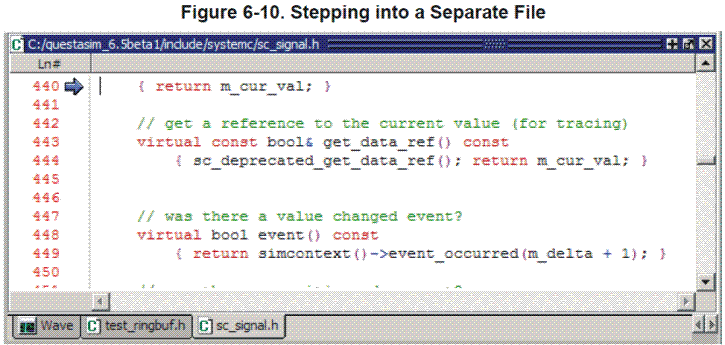 Figure 6-10. Stepping into a Separate File
C:/questasim_6.5beta1/include/systemc/sc_signal.h
Ln#
440 { return m_cur_val; }
441
442 // get a reference to the current value (for tracing)
443 virtual const bool& get_data_ref() const
444 { sc_deprecated_get_data_ref(); return m_cur_val; }
445
446
447 // was there a value changed event?
448 virtual bool event() const
449 { return simcontext()->event_occurred(m_delta + 1); }
450
Wave test_ringbuf.h sc_signal.h